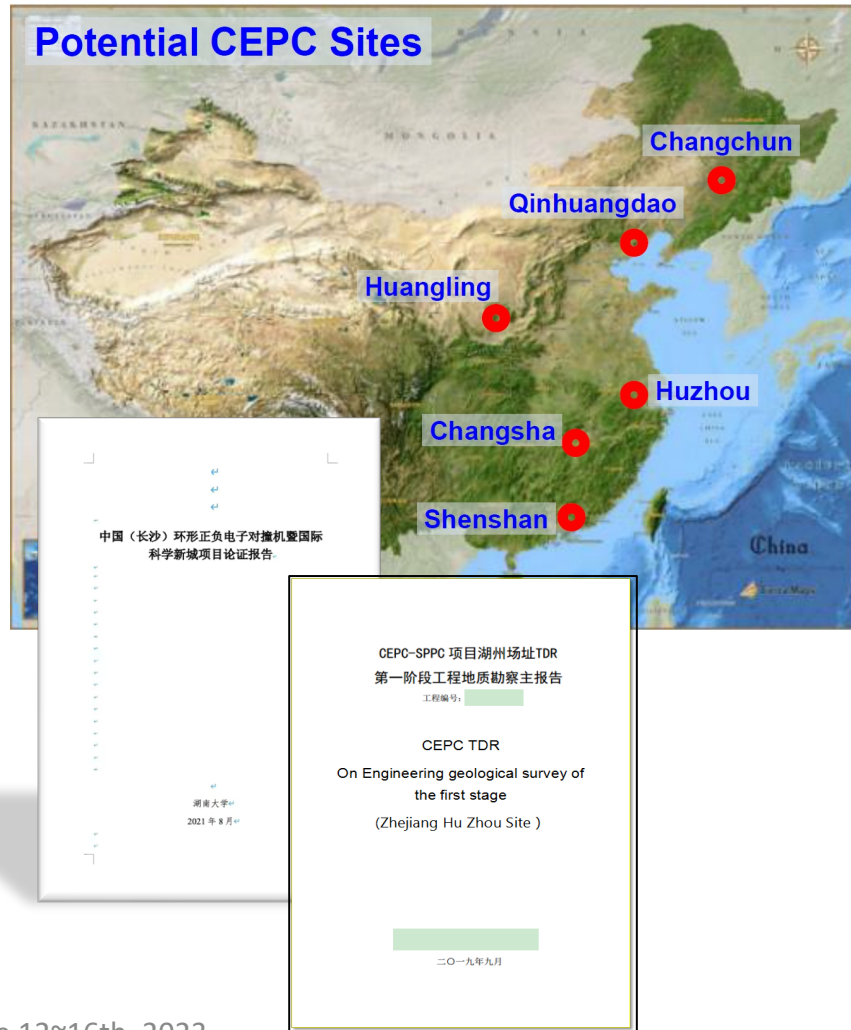 Potential CEPC Sites
KAZAKHSTAN
MONGOLIA
Changchun
Qinhuangdao
Huangling
Huzhou
Changsha
Shenshan
China
中国（长沙）环形正负电子对撞机暨国际
科学新城项目论证报告
湖南大学
2021 年 8 月
CEPC-SPPC 项目湖州场址TDR
第一阶段工程地质勘察主报告
工程编号：
CEPC TDR
On Engineering geological survey of
the first stage
(Zhejiang Hu Zhou Site )
二〇一九年九月